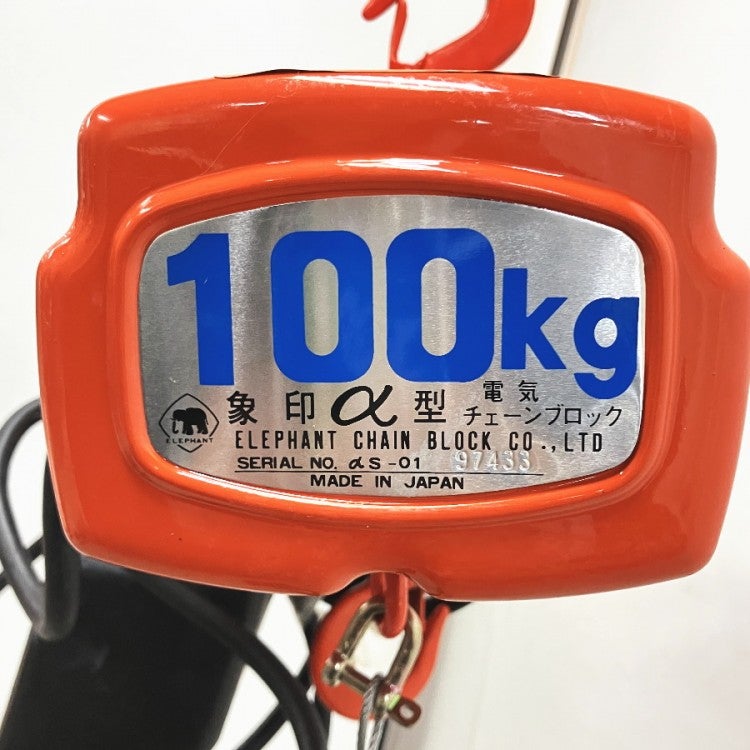 100kg
象印α型 電気
チェーンブロック
ELEPHANT
ELEPHANT CHAIN BLOCK CO.,LTD
SERIAL NO. αS-01 97433
MADE IN JAPAN